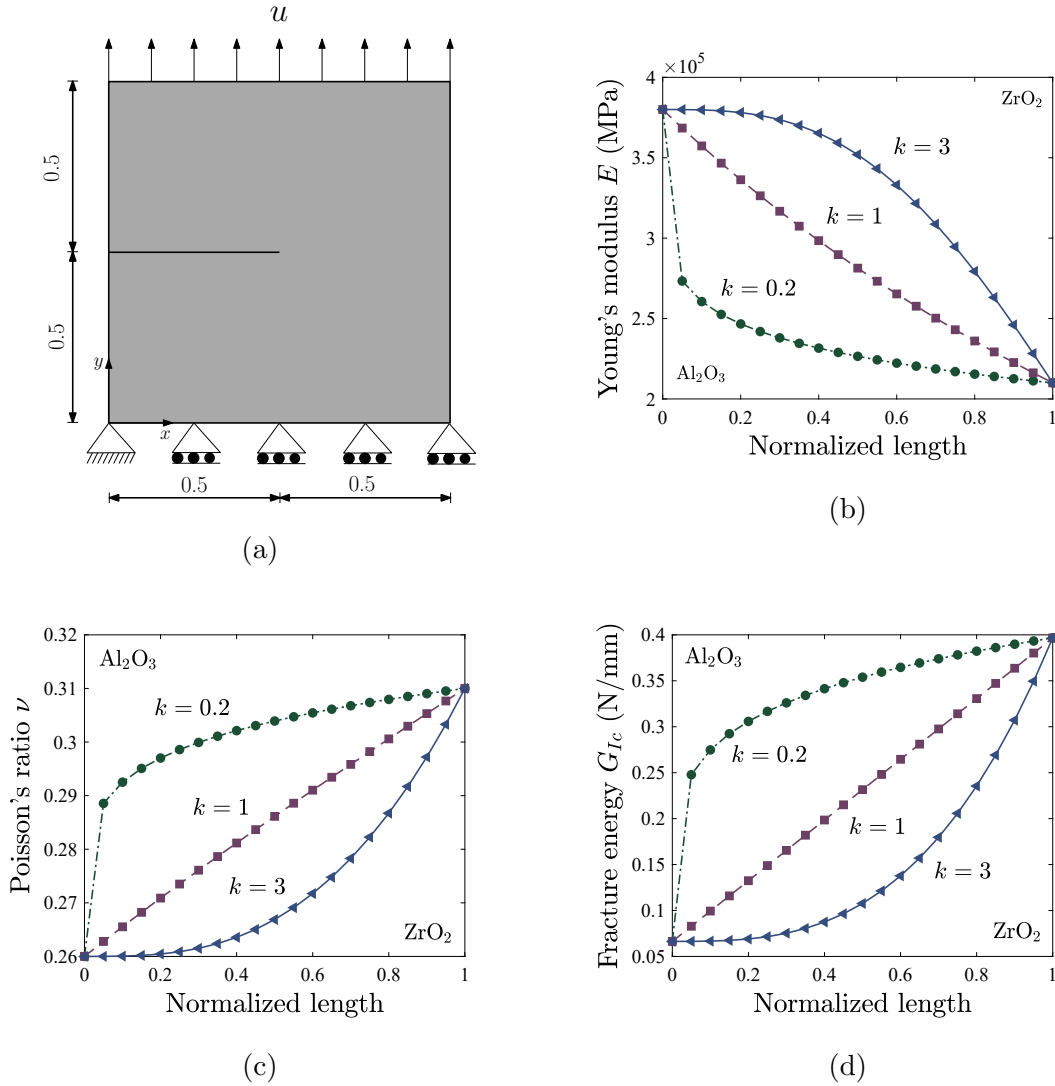 u
0.5
0.5
y
x
0.5
0.5
(a)
×10⁵
4
3.5
3
2.5
2
Young's modulus E (MPa)
ZrO₂
k = 3
k = 1
k = 0.2
Al₂O₃
0
0.2
0.4
0.6
0.8
1
Normalized length
(b)
0.32
0.31
0.3
0.29
0.28
0.27
0.26
Poisson's ratio ν
Al₂O₃
k = 0.2
k = 1
k = 3
ZrO₂
0
0.2
0.4
0.6
0.8
1
Normalized length
(c)
0.4
0.35
0.3
0.25
0.2
0.15
0.1
0.05
Fracture energy G_Ic (N/mm)
Al₂O₃
k = 0.2
k = 1
k = 3
ZrO₂
0
0.2
0.4
0.6
0.8
1
Normalized length
(d)